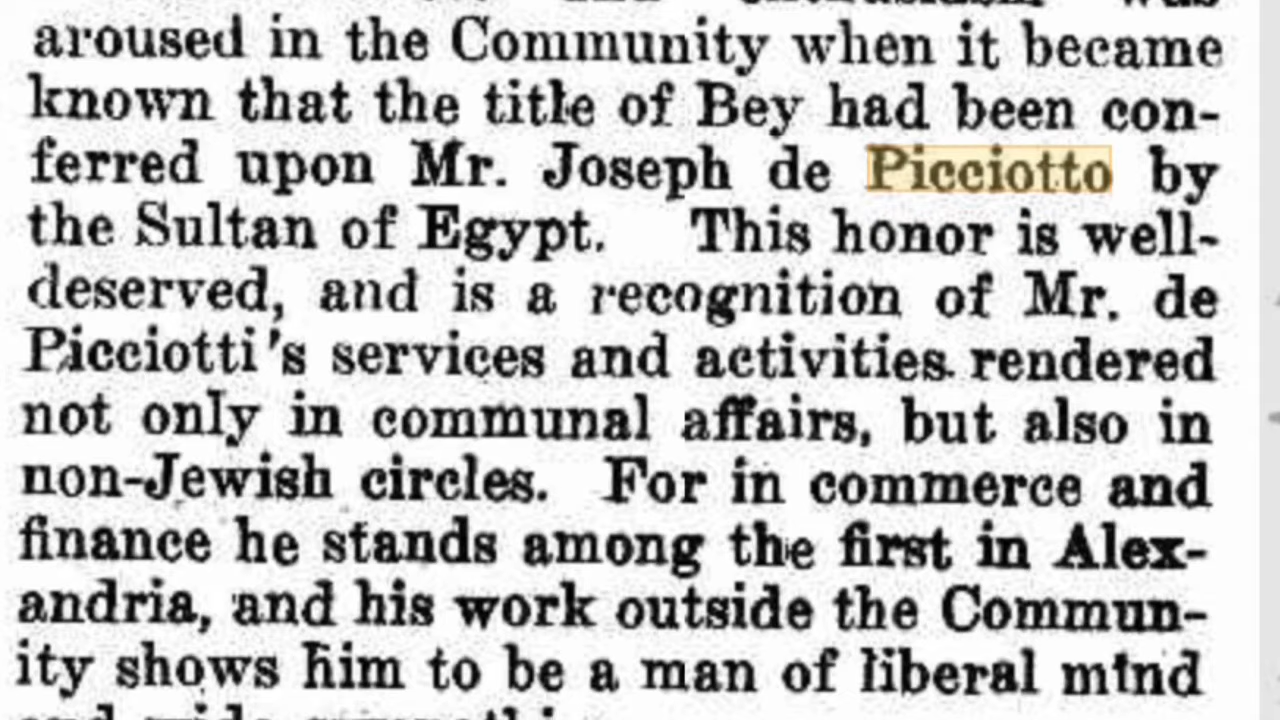 aroused in the Community when it became
known that the title of Bey had been con-
ferred upon Mr. Joseph de Picciotto by
the Sultan of Egypt. This honor is well-
deserved, and is a recognition of Mr. de
Picciotti's services and activities rendered
not only in communal affairs, but also in
non-Jewish circles. For in commerce and
finance he stands among the first in Alex-
andria, and his work outside the Commun-
ity shows him to be a man of liberal mind